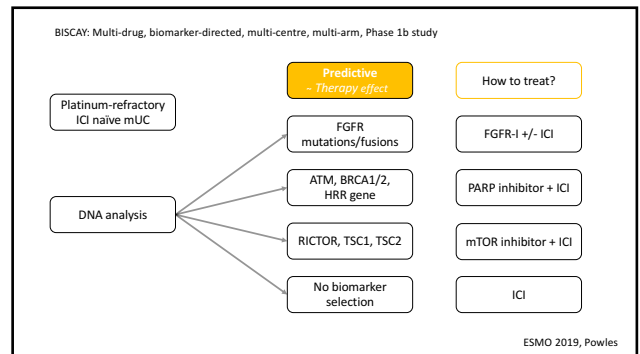 BISCAY: Multi-drug, biomarker-directed, multi-centre, multi-arm, Phase 1b study
Predictive
– Therapy effect
How to treat?
Platinum-refractory
ICI naïve mUC
FGFR
mutations/fusions
FGFR-I +/- ICI
ATM, BRCA1/2,
HRR gene
PARP inhibitor + ICI
DNA analysis
RICTOR, TSC1, TSC2
mTOR inhibitor + ICI
No biomarker
selection
ICI
ESMO 2019, Powles